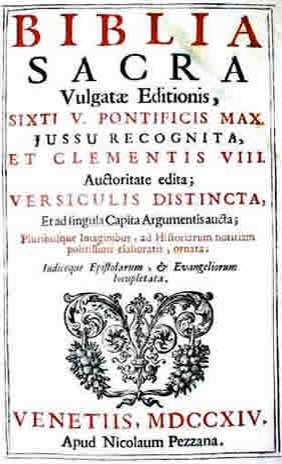 BIBLIA
SACRA
Vulgatæ Editionis,
SIXTI V. PONTIFICIS MAX.
JUSSU RECOGNITA,
ET CLEMENTIS VIII.
Auctoritate edita;
VERSICULIS DISTINCTA,
Et ad singula Capita Argumentis aucta;
Pluribusque Imaginibus, ad Historiarum notitiam
politissime elaboratis, ornata:
Indiceque Epistolarum, & Evangeliorum
locupletata.
VENETIIS, MDCCXIV.
Apud Nicolaum Pezzana.